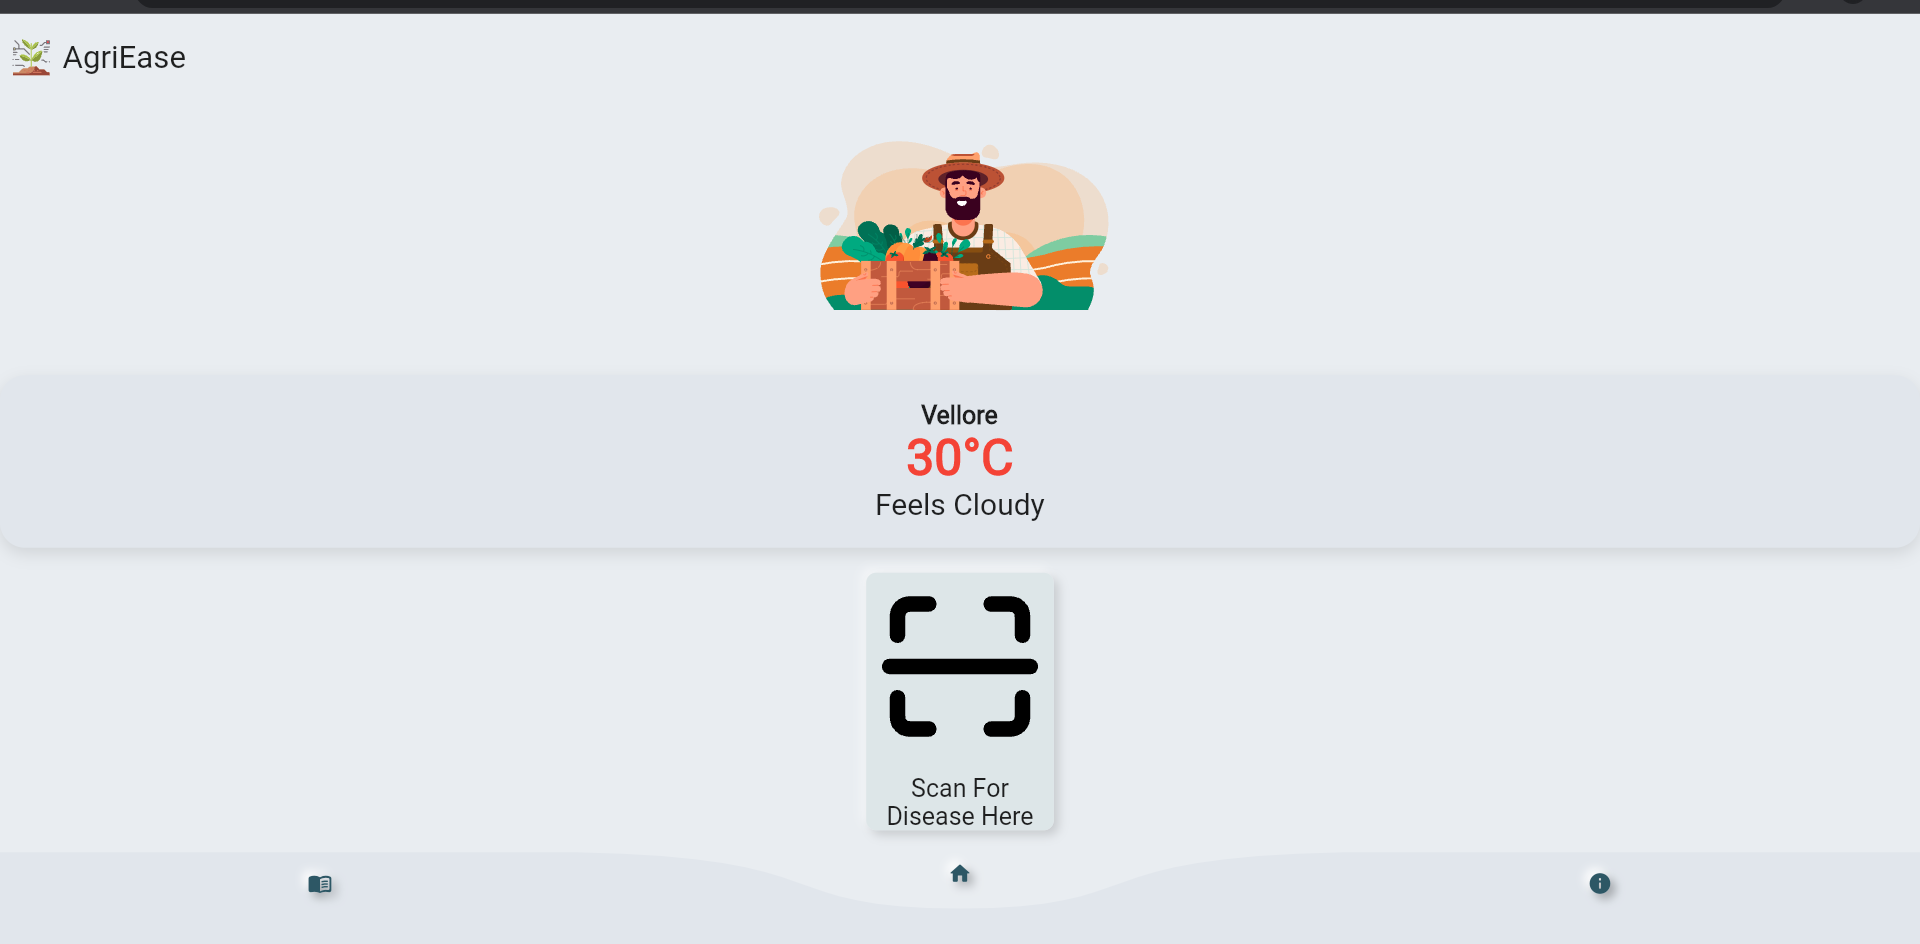 AgriEase
Vellore
30°C
Feels Cloudy
Scan For
Disease Here